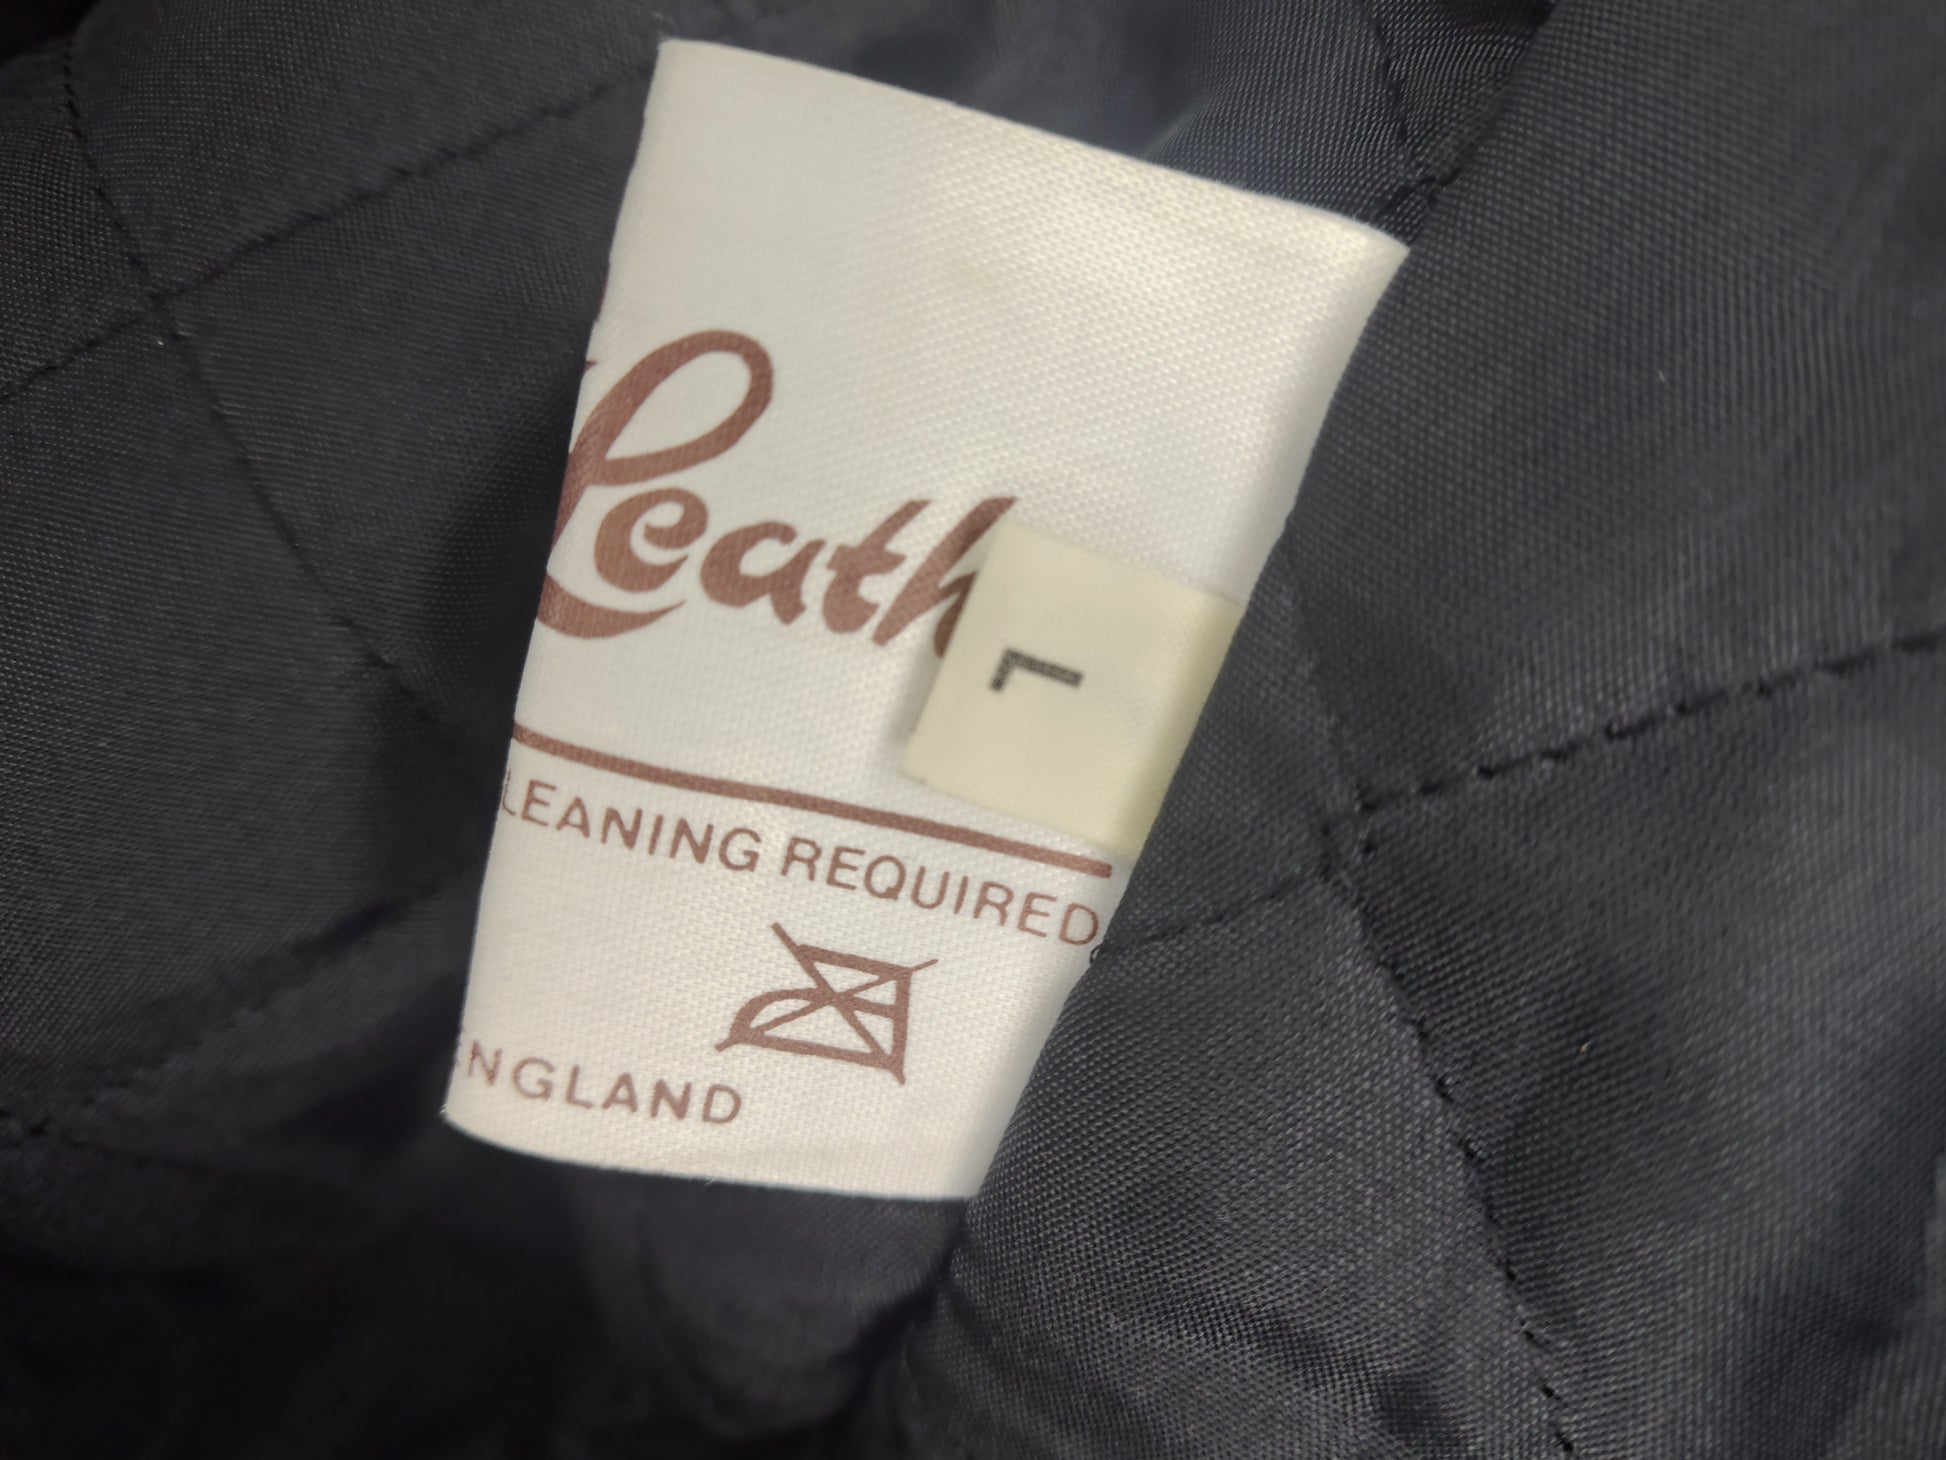 Leath
L
LEANING REQUIRED
NGLAND